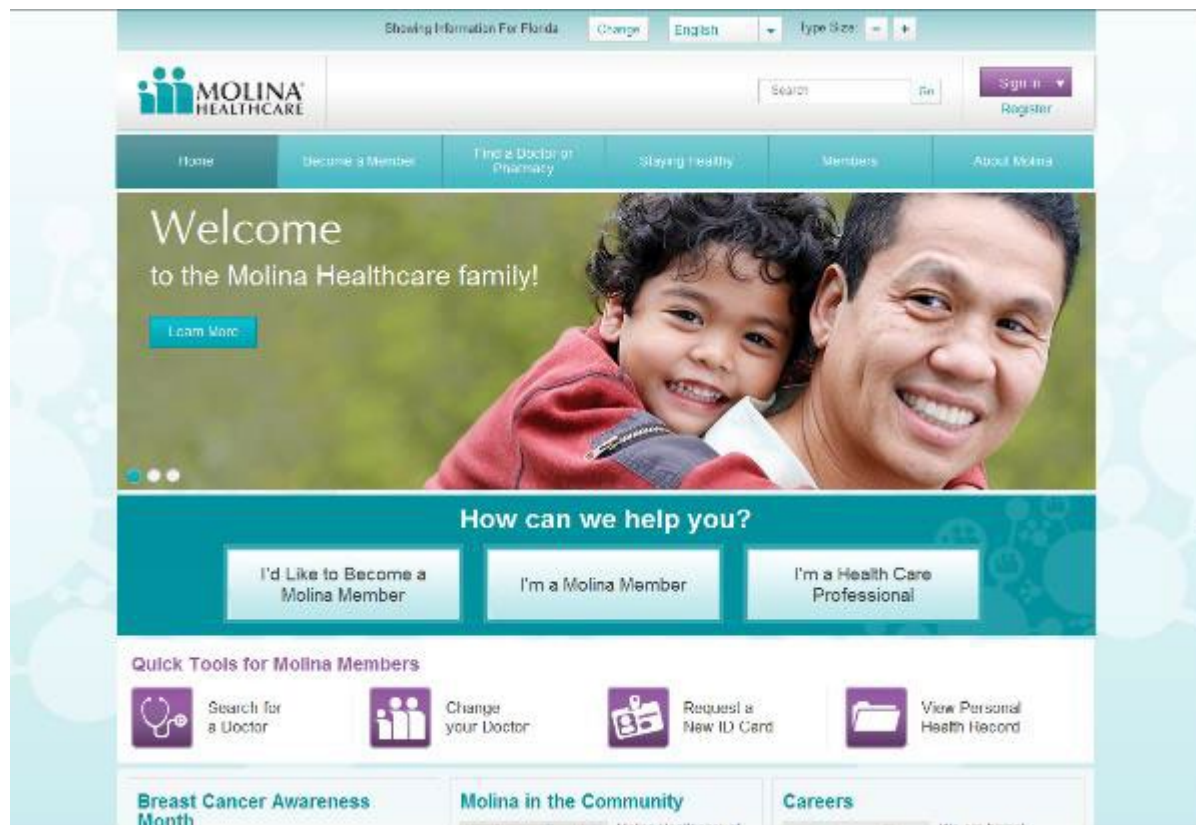 Showing Information For Florida
Change
English
Type Size: - +
MOLINA
HEALTHCARE
Search
Go
Sign In
Register
Home
Become a Member
Find a Doctor or
Pharmacy
Staying Healthy
Members
About Molina
Welcome
to the Molina Healthcare family!
Learn More
How can we help you?
I'd Like to Become a
Molina Member
I'm a Molina Member
I'm a Health Care
Professional
Quick Tools for Molina Members
Search for
a Doctor
Change
your Doctor
Request a
New ID Card
View Personal
Health Record
Breast Cancer Awareness
Month
Molina in the Community
Careers